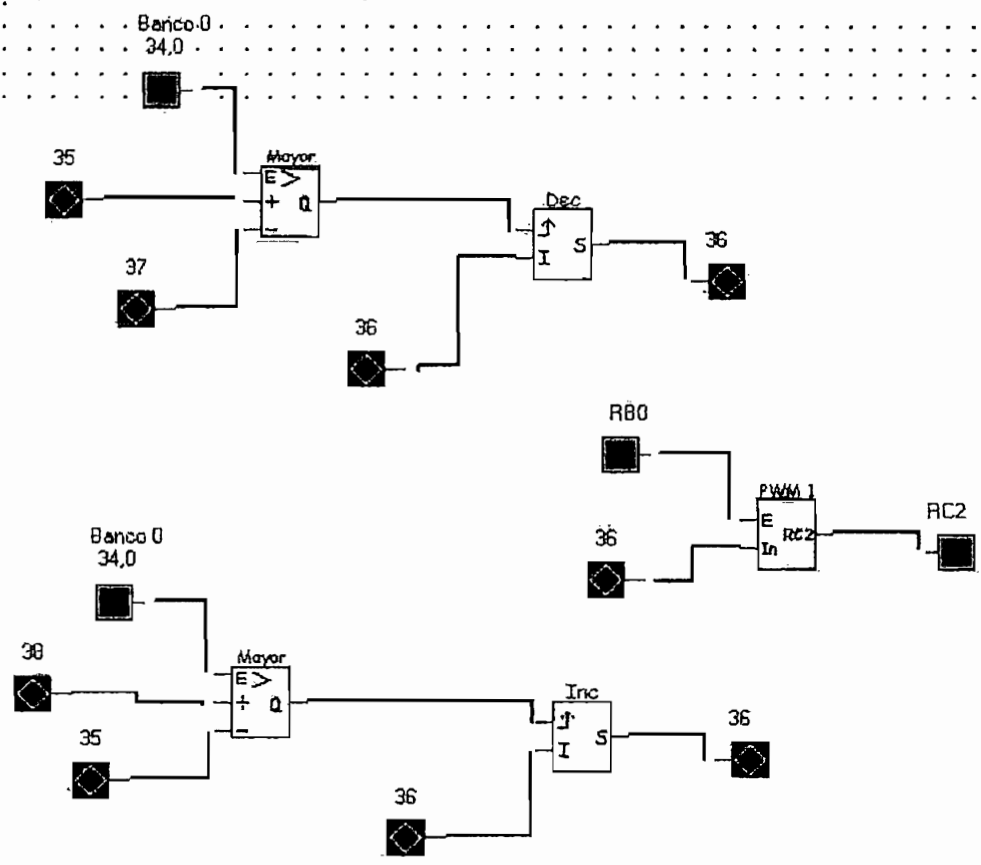 Banco 0
34,0
35
Mayor
E >
+ Q
-
37
Dec
I S
36
36
RB0
PWM 1
E
RC2
In
RC2
36
Banco 0
34,0
38
Mayor
E >
+ Q
-
35
Inc
I S
36
36